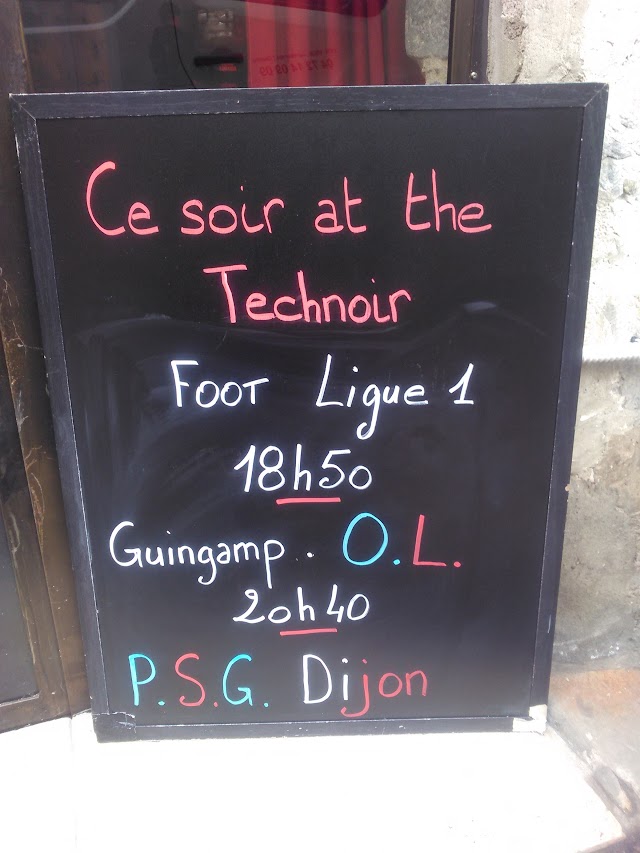 Ce soir at the
Technoir
FOOT Ligue 1
18h50
Guingamp. O.L.
20h40
P.S.G. Dijon